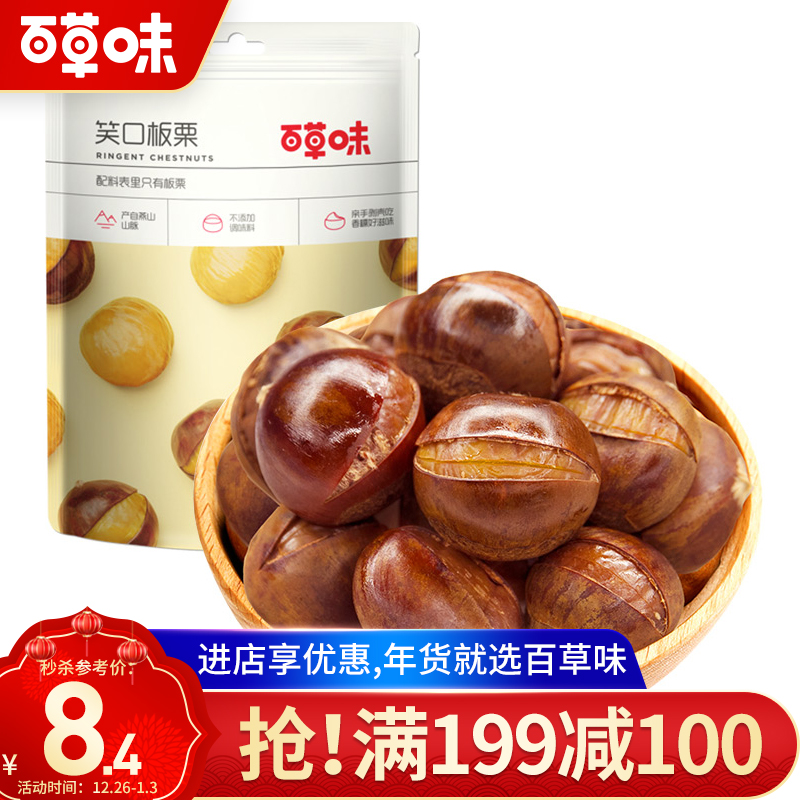 百草味
笑口板栗
RINGENT CHESTNUTS
百草味
配料表里只有板栗
产自燕山
山脉
不添加
调味料
亲手剥壳吃
香糯好滋味
进店享优惠,年货就选百草味
秒杀参考价:
¥8.4
活动时间：12.26-1.3
抢!满199减100